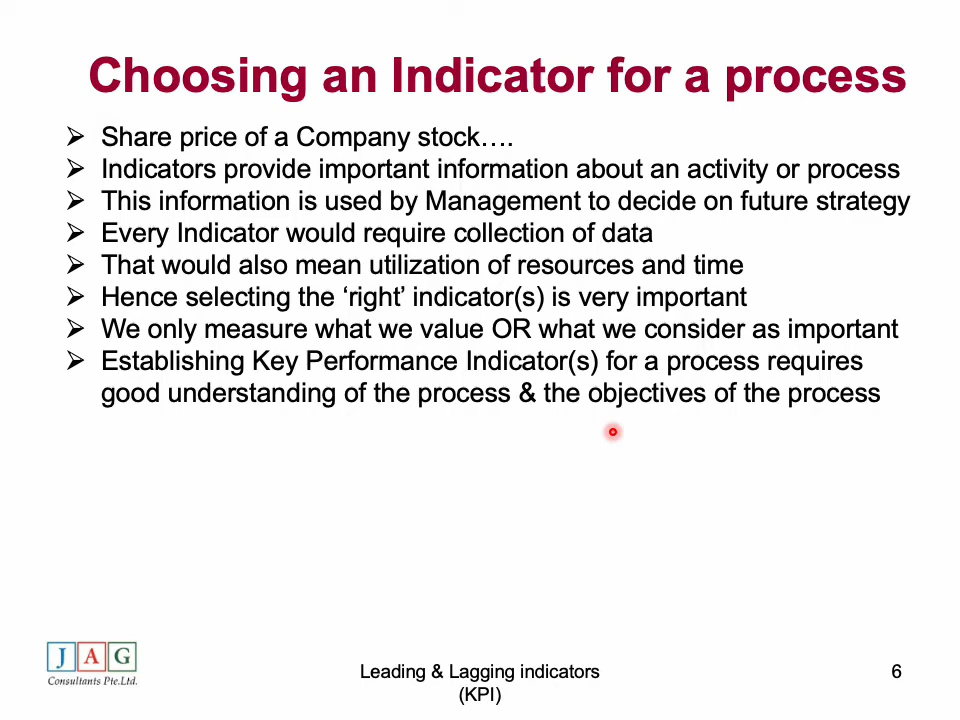 Choosing an Indicator for a process
➢ Share price of a Company stock….
➢ Indicators provide important information about an activity or process
➢ This information is used by Management to decide on future strategy
➢ Every Indicator would require collection of data
➢ That would also mean utilization of resources and time
➢ Hence selecting the ‘right’ indicator(s) is very important
➢ We only measure what we value OR what we consider as important
➢ Establishing Key Performance Indicator(s) for a process requires
good understanding of the process & the objectives of the process
J A G
Consultants Pte.Ltd.
Leading & Lagging indicators
(KPI)
6